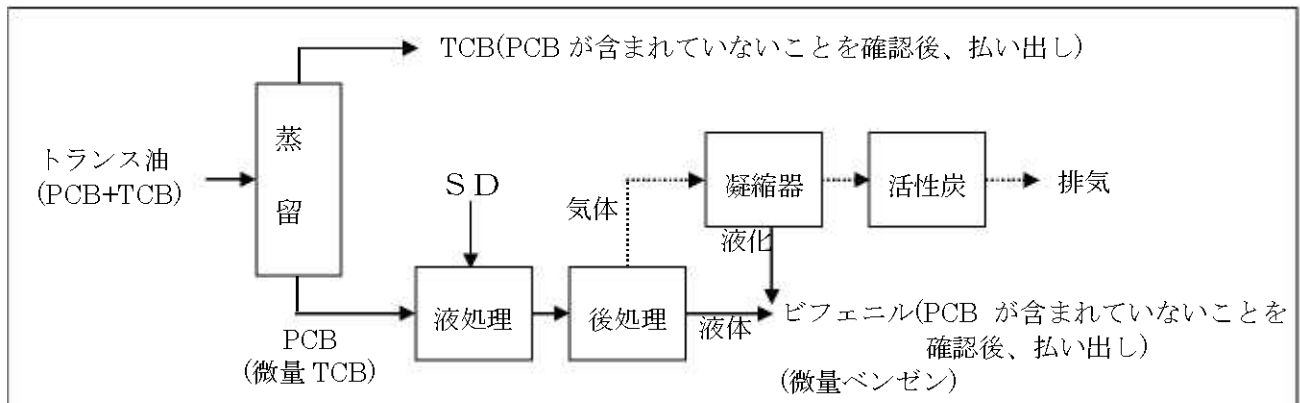 TCB(PCB が含まれていないことを確認後、払い出し)
蒸
留
トランス油
(PCB+TCB)
ＳＤ
気体
凝縮器
活性炭
排気
液化
液処理
後処理
液体
ビフェニル(PCB が含まれていないことを
確認後、払い出し)
(微量ベンゼン)
PCB
(微量 TCB)